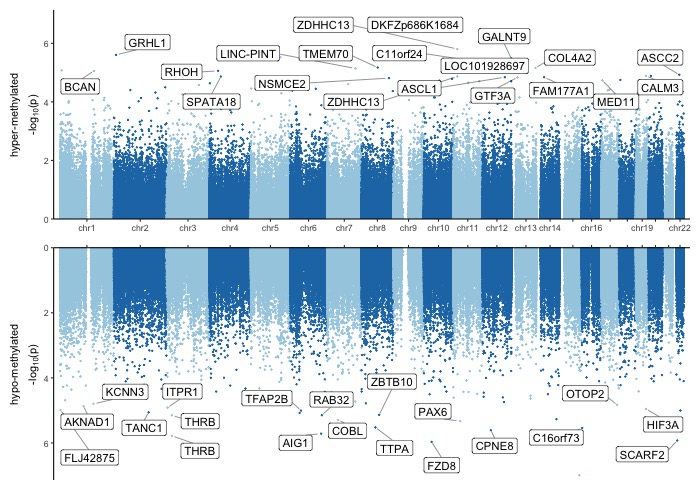 ZDHHC13
DKFZp686K1684
GALNT9
GRHL1
LINC-PINT
TMEM70
C11orf24
COL4A2
ASCC2
BCAN
RHOH
LOC101928697
NSMCE2
ASCL1
FAM177A1
CALM3
SPATA18
ZDHHC13
GTF3A
MED11
hyper-methylated
-log10(p)
6
4
2
0
chr1
chr2
chr3
chr4
chr5
chr6
chr7
chr8
chr9
chr10
chr11
chr12
chr13
chr14
chr16
chr17
chr19
chr22
hypo-methylated
-log10(p)
0
2
4
6
KCNN3
ITPR1
TFAP2B
RAB32
ZBTB10
OTOP2
AKNAD1
TANC1
THRB
PAX6
HIF3A
COBL
AIG1
C16orf73
FLJ42875
THRB
TTPA
CPNE8
SCARF2
FZD8